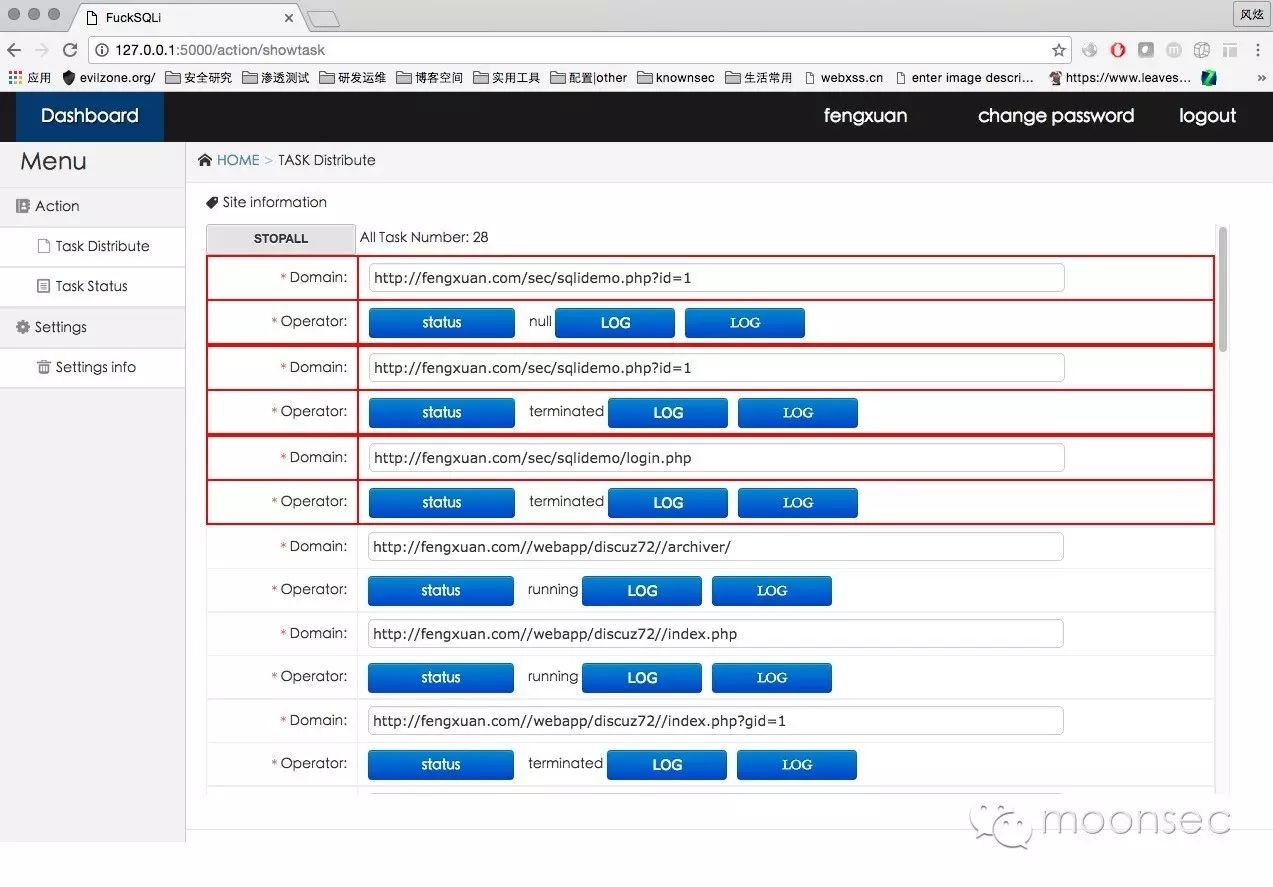 FuckSQLi
风炫
127.0.0.1:5000/action/showtask
应用 evilzone.org/ 安全研究 渗透测试 研发运维 博客空间 实用工具 配置|other knownsec 生活常用 webxss.cn enter image descri... https://www.leaves... »
Dashboard fengxuan change password logout
Menu
HOME > TASK Distribute
Action
Task Distribute
Task Status
Settings
Settings info
Site information
STOPALL All Task Number: 28
* Domain: http://fengxuan.com/sec/sqlidemo.php?id=1
* Operator: status null LOG LOG
* Domain: http://fengxuan.com/sec/sqlidemo.php?id=1
* Operator: status terminated LOG LOG
* Domain: http://fengxuan.com/sec/sqlidemo/login.php
* Operator: status terminated LOG LOG
* Domain: http://fengxuan.com//webapp/discuz72//archiver/
* Operator: status running LOG LOG
* Domain: http://fengxuan.com//webapp/discuz72//index.php
* Operator: status running LOG LOG
* Domain: http://fengxuan.com//webapp/discuz72//index.php?gid=1
* Operator: status terminated LOG LOG
moonsec